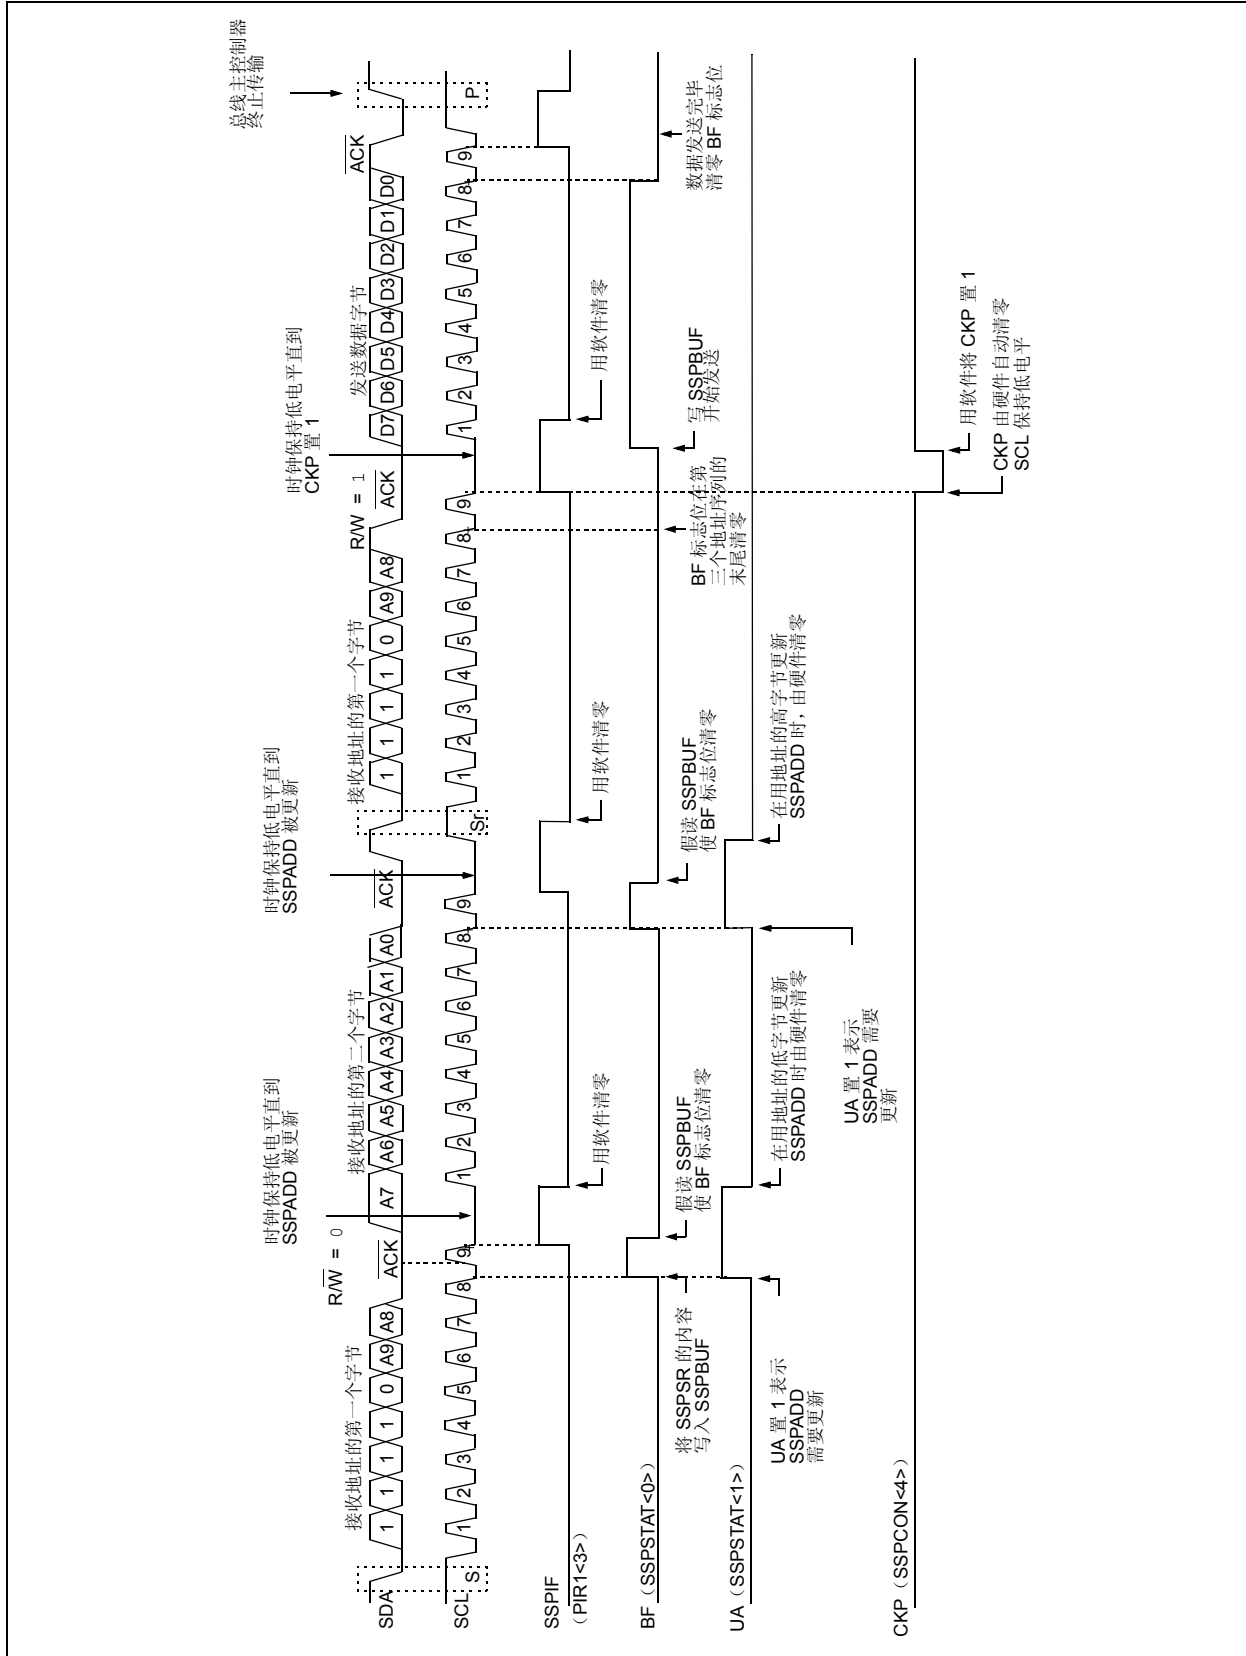 总线主控制器
终止传输
时钟保持低电平直到
CKP 置 1
时钟保持低电平直到
SSPADD 被更新
时钟保持低电平直到
SSPADD 被更新
R/W = 0
R/W = 1
接收地址的第一个字节
接收地址的第二个字节
接收地址的第一个字节
发送数据字节
ACK
ACK
ACK
ACK
SDA
1 1 1 1 0 A9 A8
A7 A6 A5 A4 A3 A2 A1 A0
1 1 1 1 0 A9 A8
D7 D6 D5 D4 D3 D2 D1 D0
SCL
S
1 2 3 4 5 6 7 8 9
1 2 3 4 5 6 7 8 9
Sr
1 2 3 4 5 6 7 8 9
1 2 3 4 5 6 7 8 9
P
SSPIF
（PIR1<3>）
用软件清零
用软件清零
用软件清零
BF（SSPSTAT<0>）
将 SSPSR 的内容
写入 SSPBUF
假读 SSPBUF
使 BF 标志位清零
假读 SSPBUF
使 BF 标志位清零
BF 标志位在第
三个地址序列的
末尾清零
写 SSPBUF
开始发送
数据发送完毕
清零 BF 标志位
UA（SSPSTAT<1>）
UA 置 1 表示
SSPADD
需要更新
在用地址的低字节更新
SSPADD 时由硬件清零
UA 置 1 表示
SSPADD 需要
更新
在用地址的高字节更新
SSPADD 时，由硬件清零
CKP（SSPCON<4>）
用软件将 CKP 置 1
CKP 由硬件自动清零
SCL 保持低电平